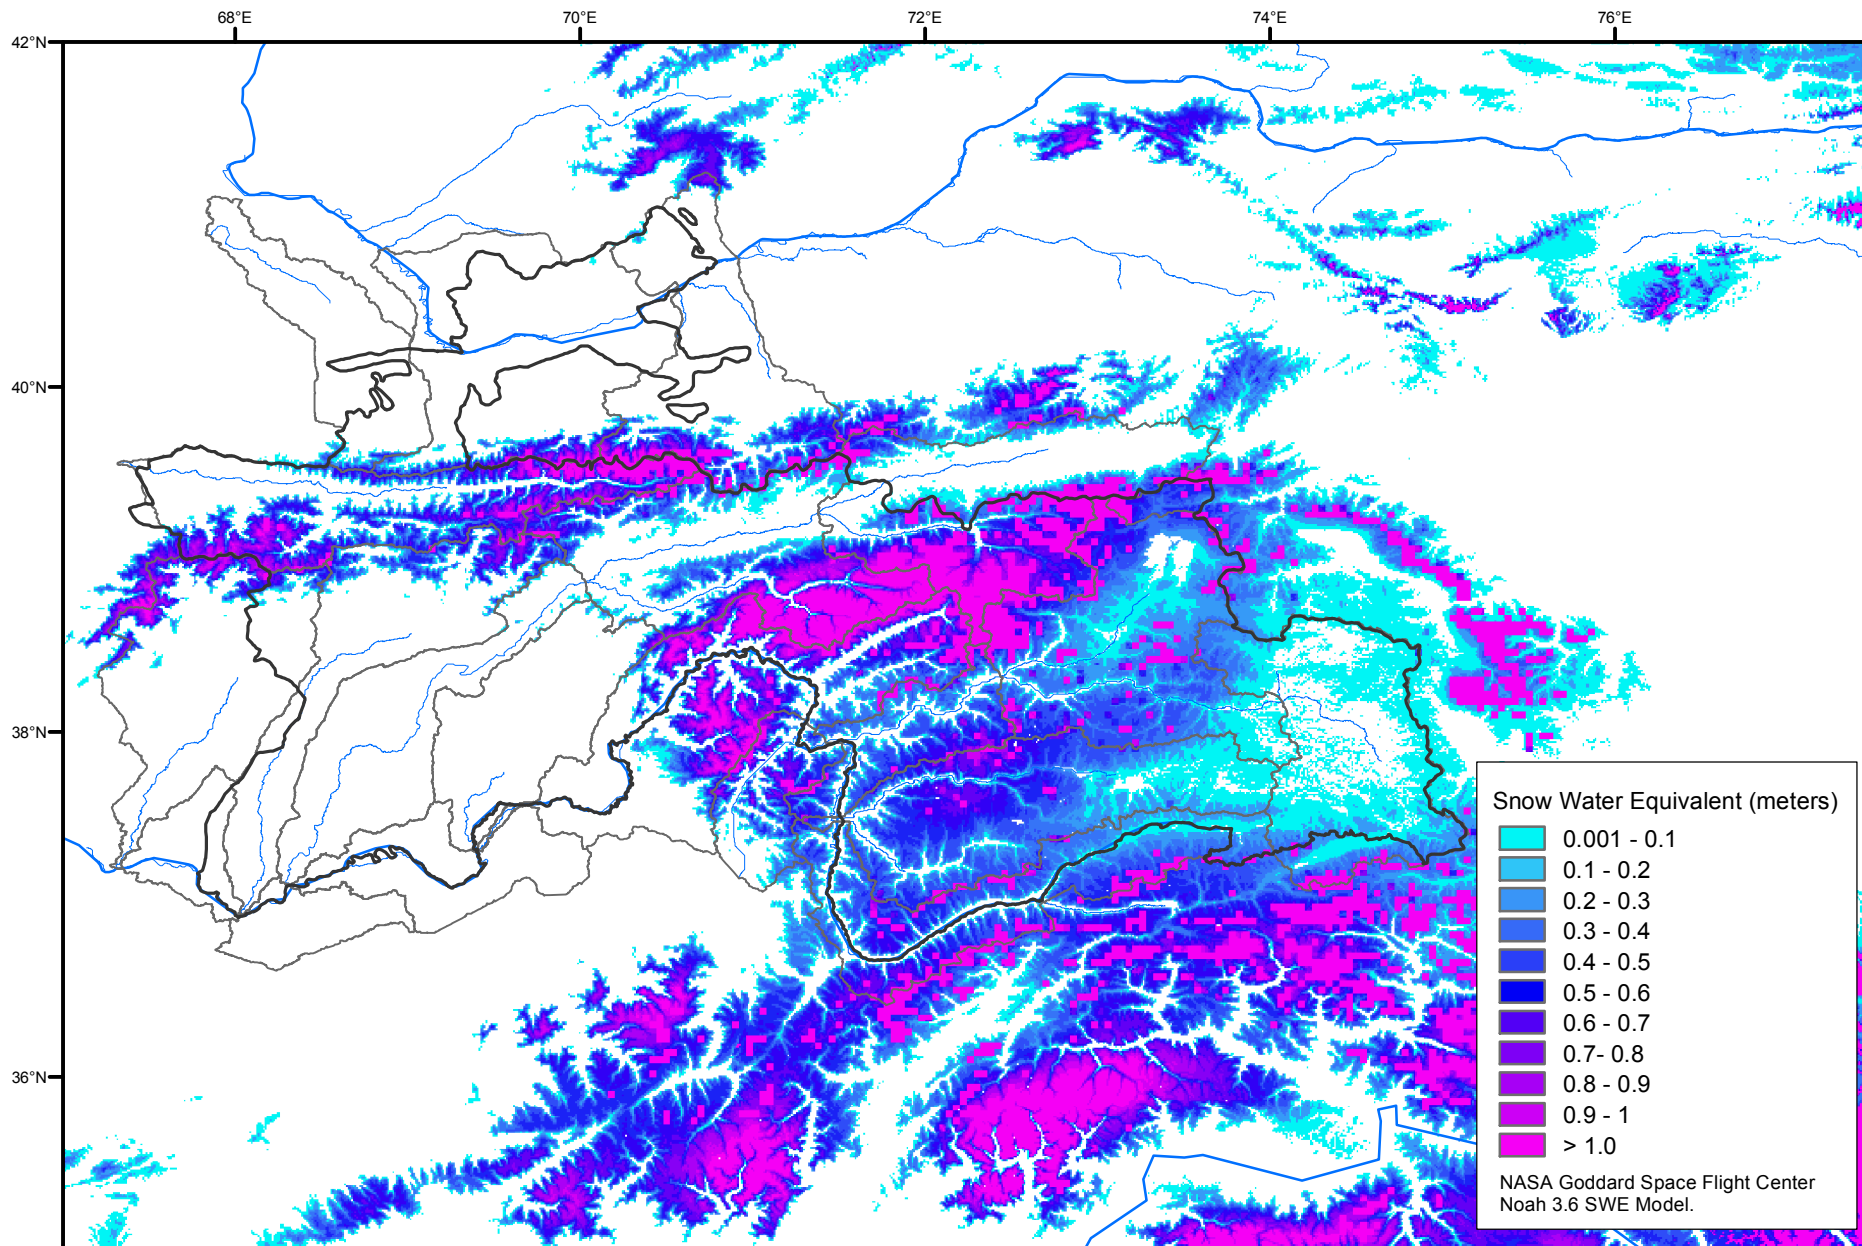 68°E 70°E 72°E 74°E 76°E
42°N
40°N
38°N
36°N
Snow Water Equivalent (meters)
0.001 - 0.1
0.1 - 0.2
0.2 - 0.3
0.3 - 0.4
0.4 - 0.5
0.5 - 0.6
0.6 - 0.7
0.7- 0.8
0.8 - 0.9
0.9 - 1
> 1.0
NASA Goddard Space Flight Center
Noah 3.6 SWE Model.